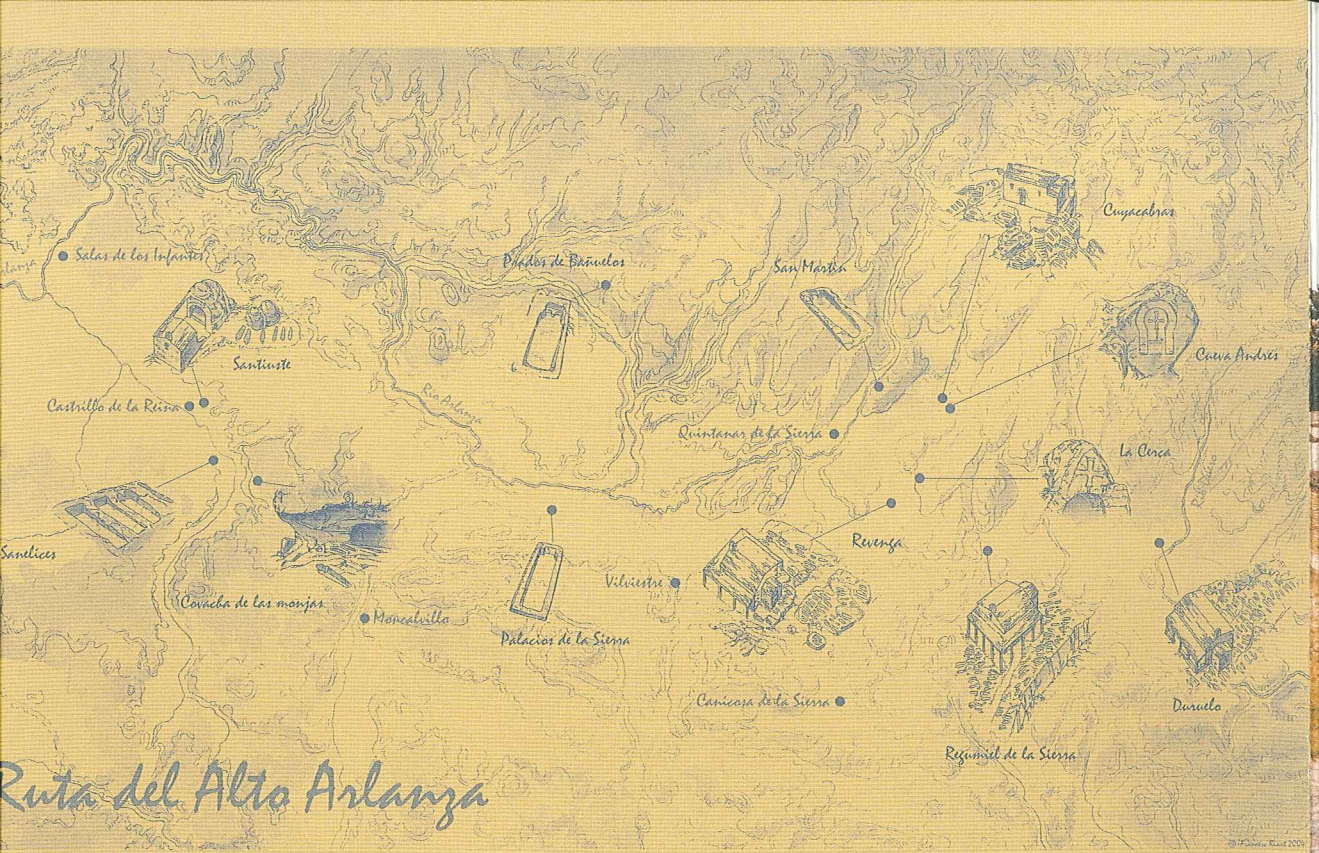 Cuyacabras
Salas de los Infantes
Prados de Bañuelos
San Martín
Santiuste
Cueva Andrés
Castrillo de la Reina
Río Arlanza
Quintanar de la Sierra
La Cerca
Sanelices
Revenga
Covacha de las monjas
Vilviestre
Moncalvillo
Palacios de la Sierra
Canicosa de la Sierra
Duruelo
Regumiel de la Sierra
Ruta del Alto Arlanza